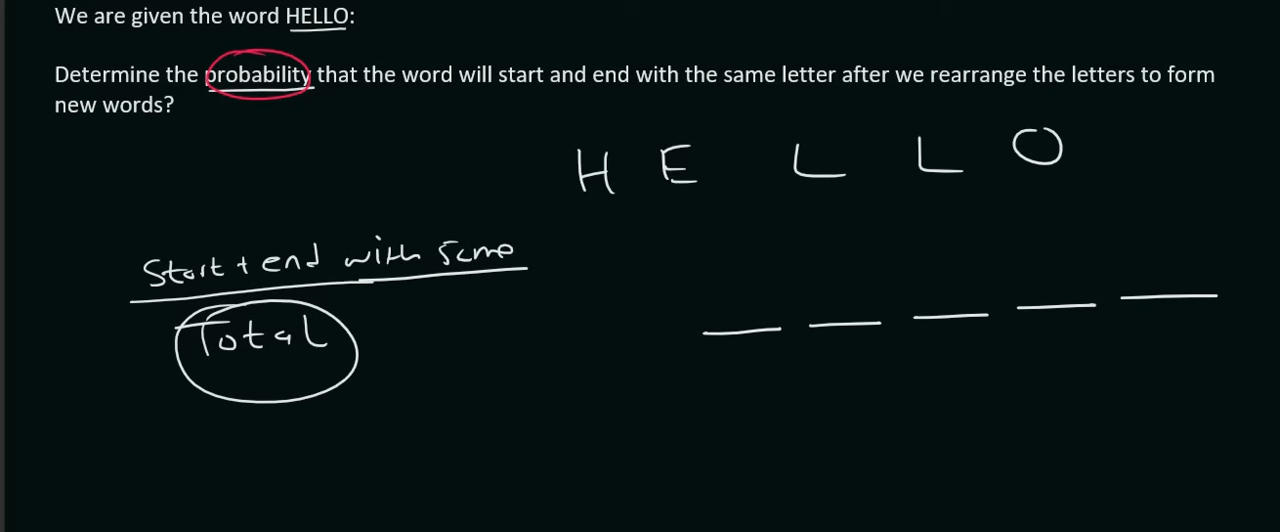 We are given the word HELLO:
Determine the probability that the word will start and end with the same letter after we rearrange the letters to form
new words?
H E L L O
Start + end with same
Total